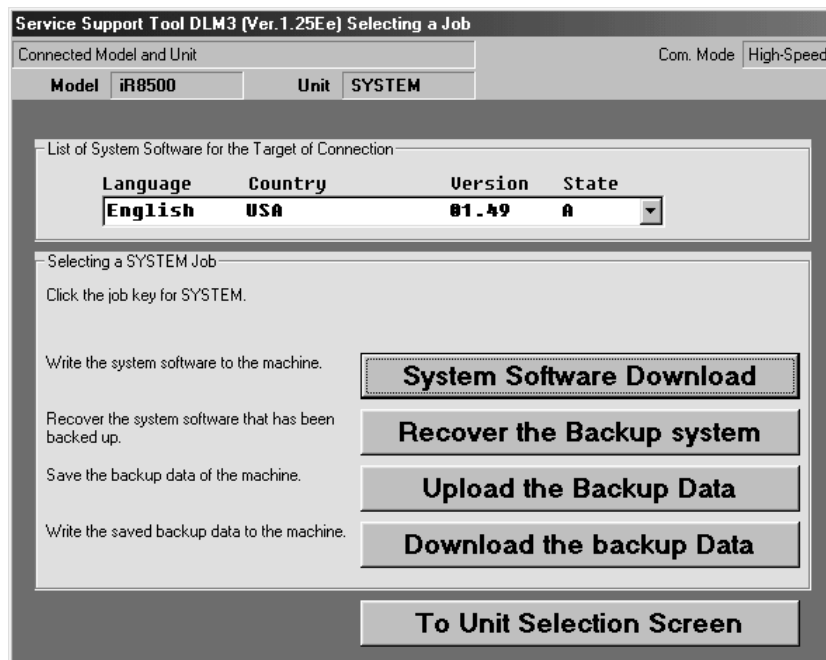 Service Support Tool DLM3 (Ver.1.25Ee) Selecting a Job
Connected Model and Unit
Com. Mode High-Speed
Model iR8500 Unit SYSTEM
List of System Software for the Target of Connection
Language Country Version State
English USA 01.49 A
Selecting a SYSTEM Job
Click the job key for SYSTEM.
Write the system software to the machine.
System Software Download
Recover the system software that has been
backed up.
Recover the Backup system
Save the backup data of the machine.
Upload the Backup Data
Write the saved backup data to the machine.
Download the backup Data
To Unit Selection Screen